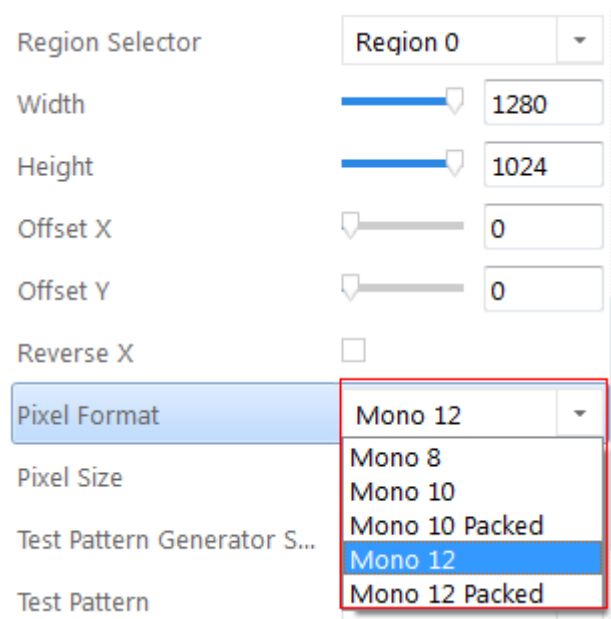 Region Selector Region 0
Width 1280
Height 1024
Offset X 0
Offset Y 0
Reverse X
Pixel Format Mono 12
Mono 8
Pixel Size Mono 10
Mono 10 Packed
Test Pattern Generator S... Mono 12
Test Pattern Mono 12 Packed